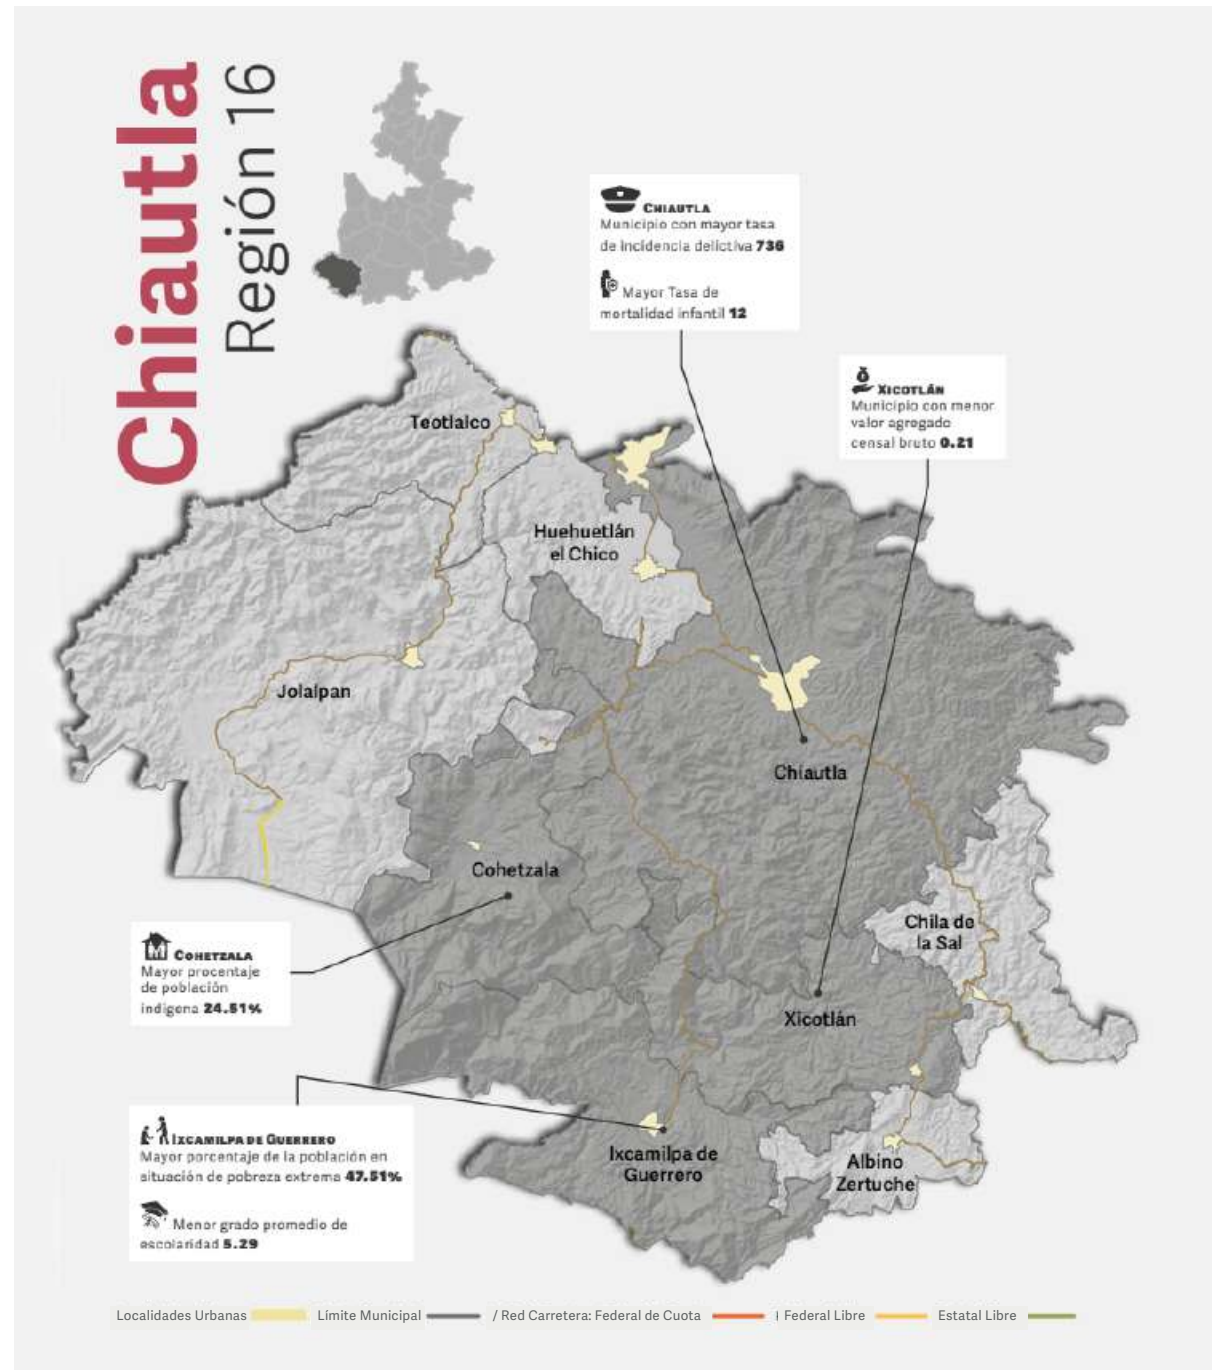 Chiautla
Región 16
CHIAUTLA
Municipio con mayor tasa
de incidencia delictiva 736
Mayor Tasa de
mortalidad infantil 12
XICOTLÁN
Municipio con menor
valor agregado
censal bruto 0.21
Teotlalco
Huehuetlán
el Chico
Jolalpan
Chiautla
Cohetzala
Chila de
la Sal
COHETZALA
Mayor procentaje
de población
indígena 24.51%
Xicotlán
IXCAMILPA DE GUERRERO
Mayor porcentaje de la población en
situación de pobreza extrema 47.51%
Menor grado promedio de
escolaridad 5.29
Ixcamilpa de
Guerrero
Albino
Zertuche
Localidades Urbanas Límite Municipal / Red Carretera: Federal de Cuota | Federal Libre Estatal Libre